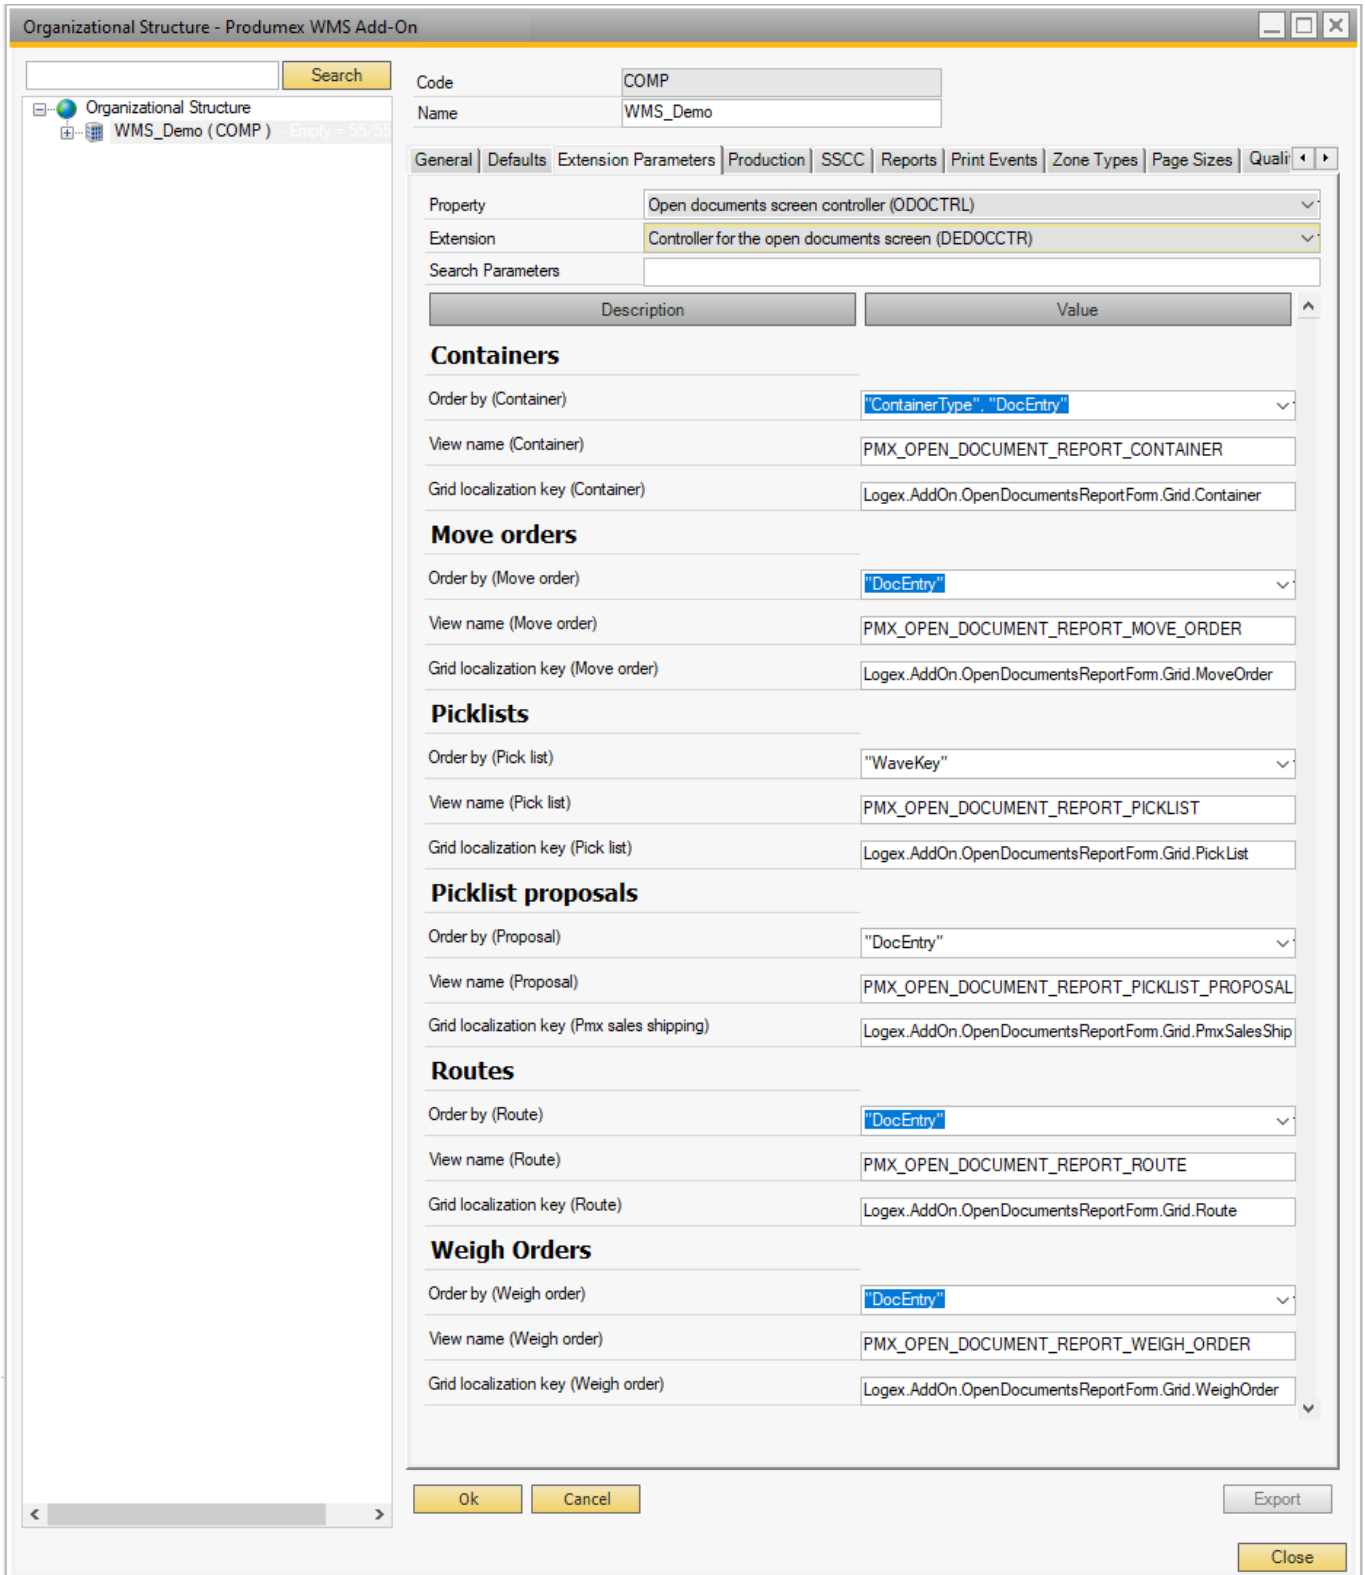 Organizational Structure - Produmex WMS Add-On
Search
Organizational Structure
WMS_Demo ( COMP ) - Empty = 55/55
Code COMP
Name WMS_Demo
General Defaults Extension Parameters Production SSCC Reports Print Events Zone Types Page Sizes Quali
Property Open documents screen controller (ODOCTRL)
Extension Controller for the open documents screen (DEDOCCTR)
Search Parameters
Description Value
Containers
Order by (Container) "ContainerType", "DocEntry"
View name (Container) PMX_OPEN_DOCUMENT_REPORT_CONTAINER
Grid localization key (Container) Logex.AddOn.OpenDocumentsReportForm.Grid.Container
Move orders
Order by (Move order) "DocEntry"
View name (Move order) PMX_OPEN_DOCUMENT_REPORT_MOVE_ORDER
Grid localization key (Move order) Logex.AddOn.OpenDocumentsReportForm.Grid.MoveOrder
Picklists
Order by (Pick list) "WaveKey"
View name (Pick list) PMX_OPEN_DOCUMENT_REPORT_PICKLIST
Grid localization key (Pick list) Logex.AddOn.OpenDocumentsReportForm.Grid.PickList
Picklist proposals
Order by (Proposal) "DocEntry"
View name (Proposal) PMX_OPEN_DOCUMENT_REPORT_PICKLIST_PROPOSAL
Grid localization key (Pmx sales shipping) Logex.AddOn.OpenDocumentsReportForm.Grid.PmxSalesShip
Routes
Order by (Route) "DocEntry"
View name (Route) PMX_OPEN_DOCUMENT_REPORT_ROUTE
Grid localization key (Route) Logex.AddOn.OpenDocumentsReportForm.Grid.Route
Weigh Orders
Order by (Weigh order) "DocEntry"
View name (Weigh order) PMX_OPEN_DOCUMENT_REPORT_WEIGH_ORDER
Grid localization key (Weigh order) Logex.AddOn.OpenDocumentsReportForm.Grid.WeighOrder
Ok Cancel Export
Close